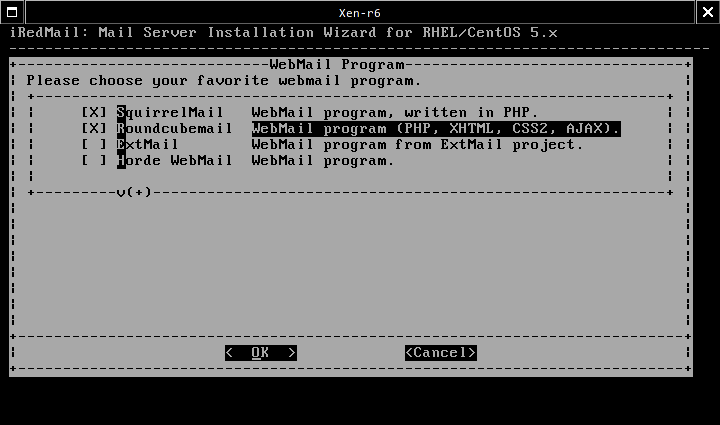 Xen-r6
iRedMail: Mail Server Installation Wizard for RHEL/CentOS 5.x
WebMail Program
Please choose your favorite webmail program.
[X] SquirrelMail WebMail program, written in PHP.
[X] Roundcubemail WebMail program (PHP, XHTML, CSS2, AJAX).
[ ] ExtMail WebMail program from ExtMail project.
[ ] Horde WebMail WebMail program.
v(+)
< OK > <Cancel>